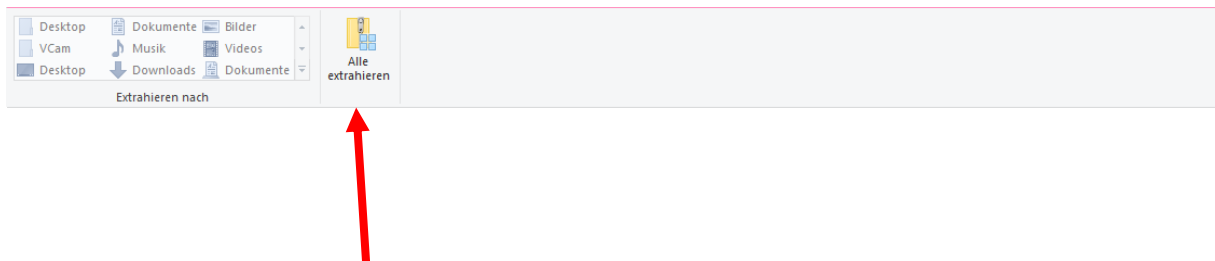 Desktop Dokumente Bilder
VCam Musik Videos
Desktop Downloads Dokumente
Extrahieren nach
Alle
extrahieren